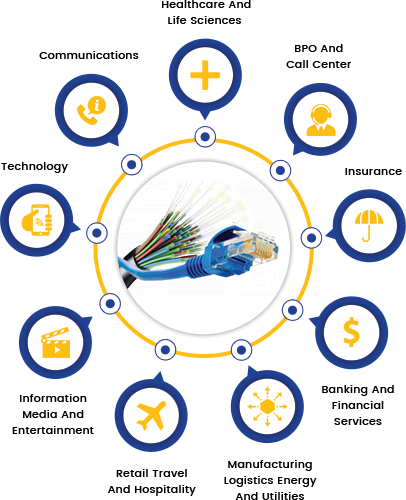 Healthcare And
Life Sciences
BPO And
Call Center
Communications
Technology
Insurance
Information
Media And
Entertainment
Banking And
Financial
Services
Retail Travel
And Hospitality
Manufacturing
Logistics Energy
And Utilities